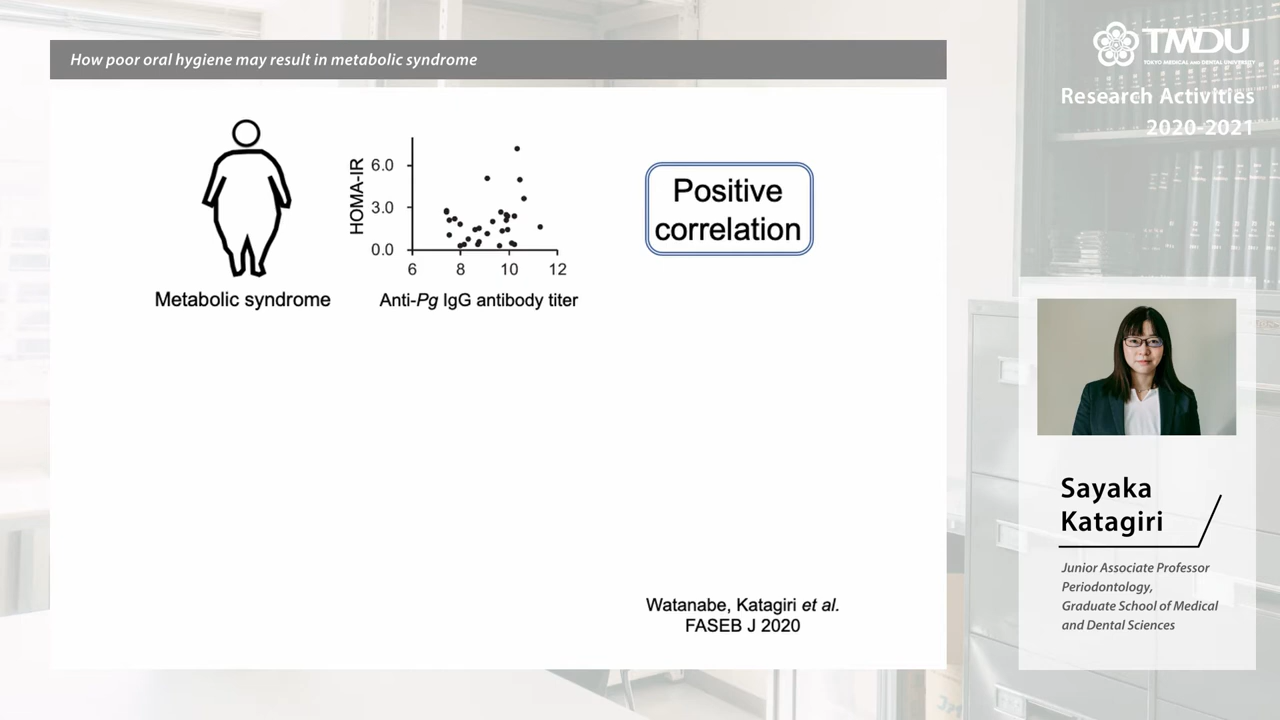 How poor oral hygiene may result in metabolic syndrome
TMDU
TOKYO MEDICAL AND DENTAL UNIVERSITY
Research Activities
2020-2021
HOMA-IR
6.0
3.0
0.0
6 8 10 12
Metabolic syndrome
Anti-Pg IgG antibody titer
Positive
correlation
Watanabe, Katagiri et al.
FASEB J 2020
Sayaka
Katagiri
Junior Associate Professor
Periodontology,
Graduate School of Medical
and Dental Sciences